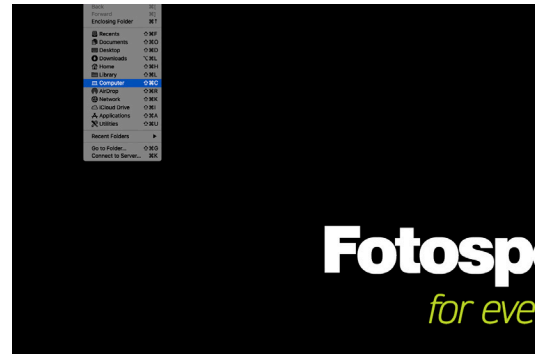 Back ⌘[
Forward ⌘]
Enclosing Folder ⌘↑
Recents ⇧⌘F
Documents ⇧⌘O
Desktop ⇧⌘D
Downloads ⌥⌘L
Home ⇧⌘H
Library ⇧⌘L
Computer ⇧⌘C
AirDrop ⇧⌘R
Network ⇧⌘K
iCloud Drive ⇧⌘I
Applications ⇧⌘A
Utilities ⇧⌘U
Recent Folders
Go to Folder... ⇧⌘G
Connect to Server... ⌘K
Fotospe
for eve